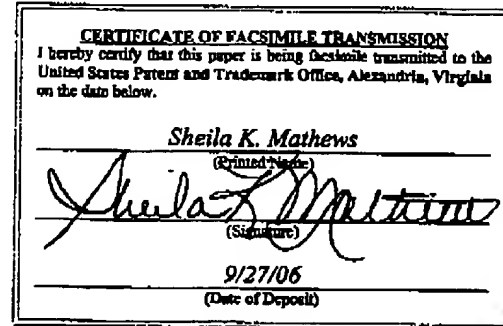 CERTIFICATE OF FACSIMILE TRANSMISSION
I hereby certify that this paper is being facsimile transmitted to the
United States Patent and Trademark Office, Alexandria, Virginia
on the date below.
Sheila K. Mathews
(Printed Name)
Sheila K Mathews
(Signature)
9/27/06
(Date of Deposit)